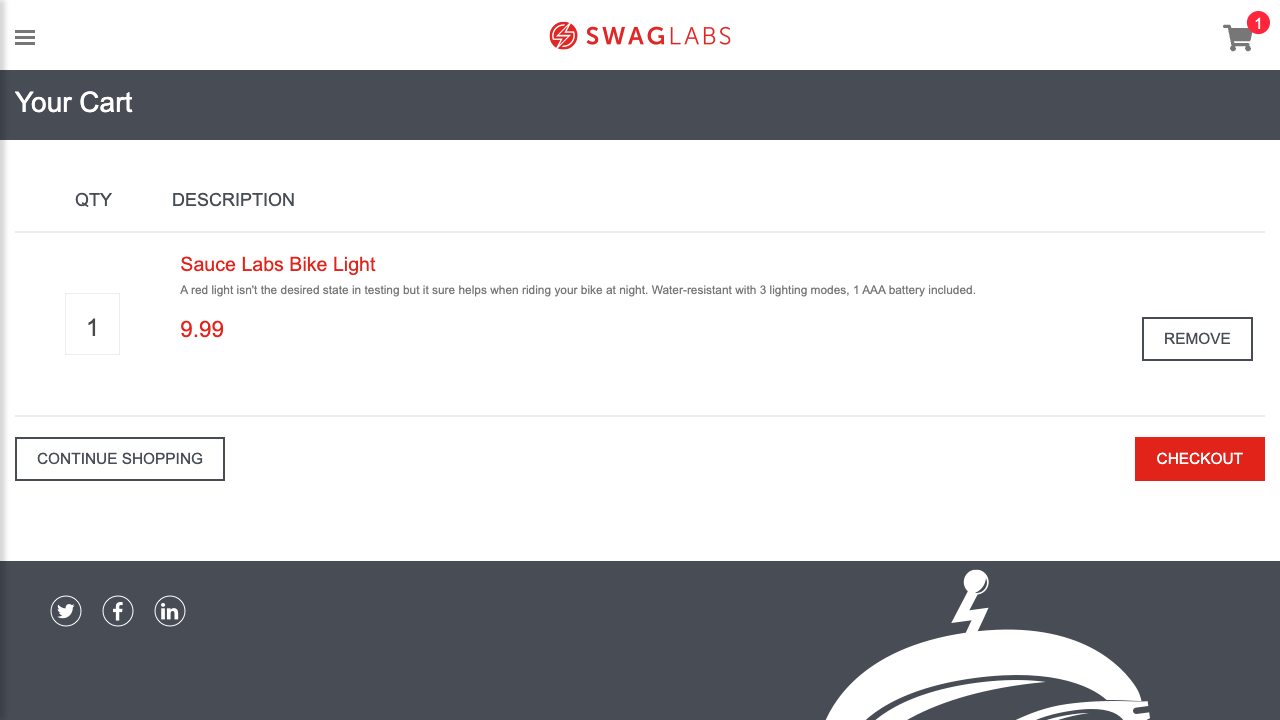 SWAGLABS
1
Your Cart
QTY DESCRIPTION
Sauce Labs Bike Light
A red light isn't the desired state in testing but it sure helps when riding your bike at night. Water-resistant with 3 lighting modes, 1 AAA battery included.
1
9.99
REMOVE
CONTINUE SHOPPING
CHECKOUT